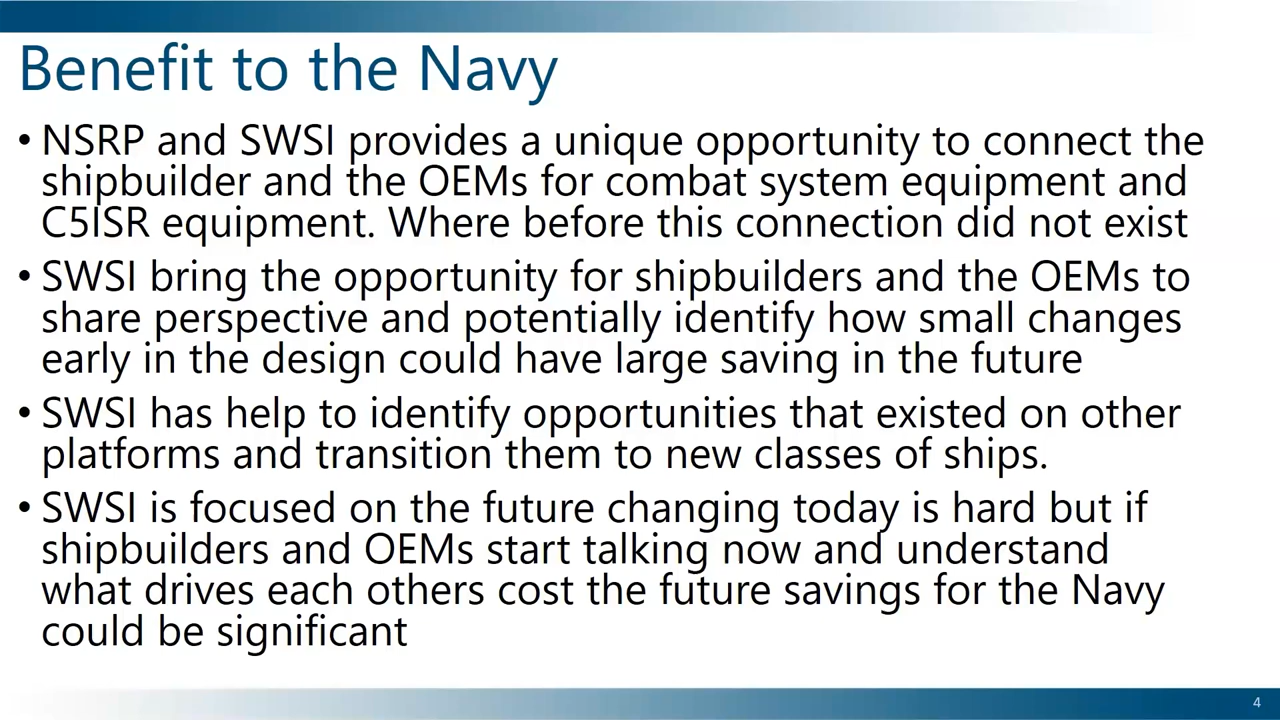 Benefit to the Navy
• NSRP and SWSI provides a unique opportunity to connect the
shipbuilder and the OEMs for combat system equipment and
C5ISR equipment. Where before this connection did not exist
• SWSI bring the opportunity for shipbuilders and the OEMs to
share perspective and potentially identify how small changes
early in the design could have large saving in the future
• SWSI has help to identify opportunities that existed on other
platforms and transition them to new classes of ships.
• SWSI is focused on the future changing today is hard but if
shipbuilders and OEMs start talking now and understand
what drives each others cost the future savings for the Navy
could be significant
4